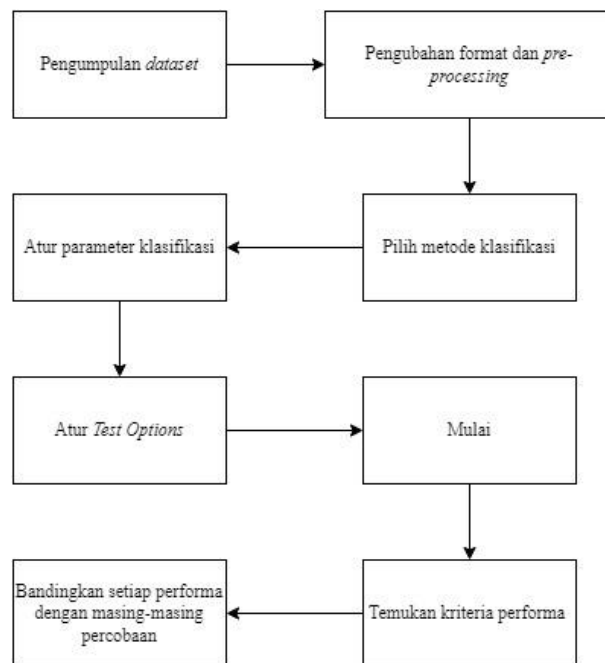 Pengumpulan dataset
Pengubahan format dan pre-
processing
Pilih metode klasifikasi
Atur parameter klasifikasi
Atur Test Options
Mulai
Temukan kriteria performa
Bandingkan setiap performa
dengan masing-masing
percobaan